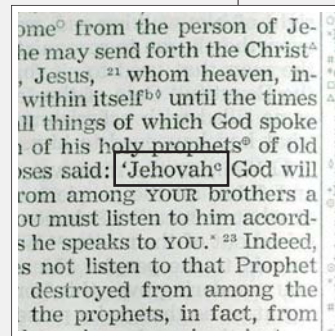 ome° from the person of Je-
he may send forth the Christ△
, Jesus, ²¹ whom heaven, in-
within itselfᵇ◊ until the times
ll things of which God spoke
of his holy prophets⊕ of old
oses said: ‘Jehovahᵉ God will
rom among YOUR brothers a
OU must listen to him accord-
s he speaks to YOU.* ²³ Indeed,
s not listen to that Prophet
destroyed from among the
the prophets, in fact, from